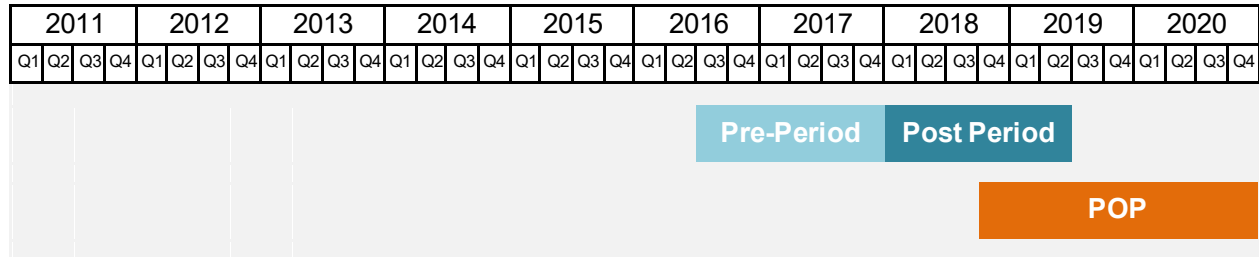 2011 2012 2013 2014 2015 2016 2017 2018 2019 2020
Q1 Q2 Q3 Q4 Q1 Q2 Q3 Q4 Q1 Q2 Q3 Q4 Q1 Q2 Q3 Q4 Q1 Q2 Q3 Q4 Q1 Q2 Q3 Q4 Q1 Q2 Q3 Q4 Q1 Q2 Q3 Q4 Q1 Q2 Q3 Q4 Q1 Q2 Q3 Q4
Pre-Period Post Period
POP